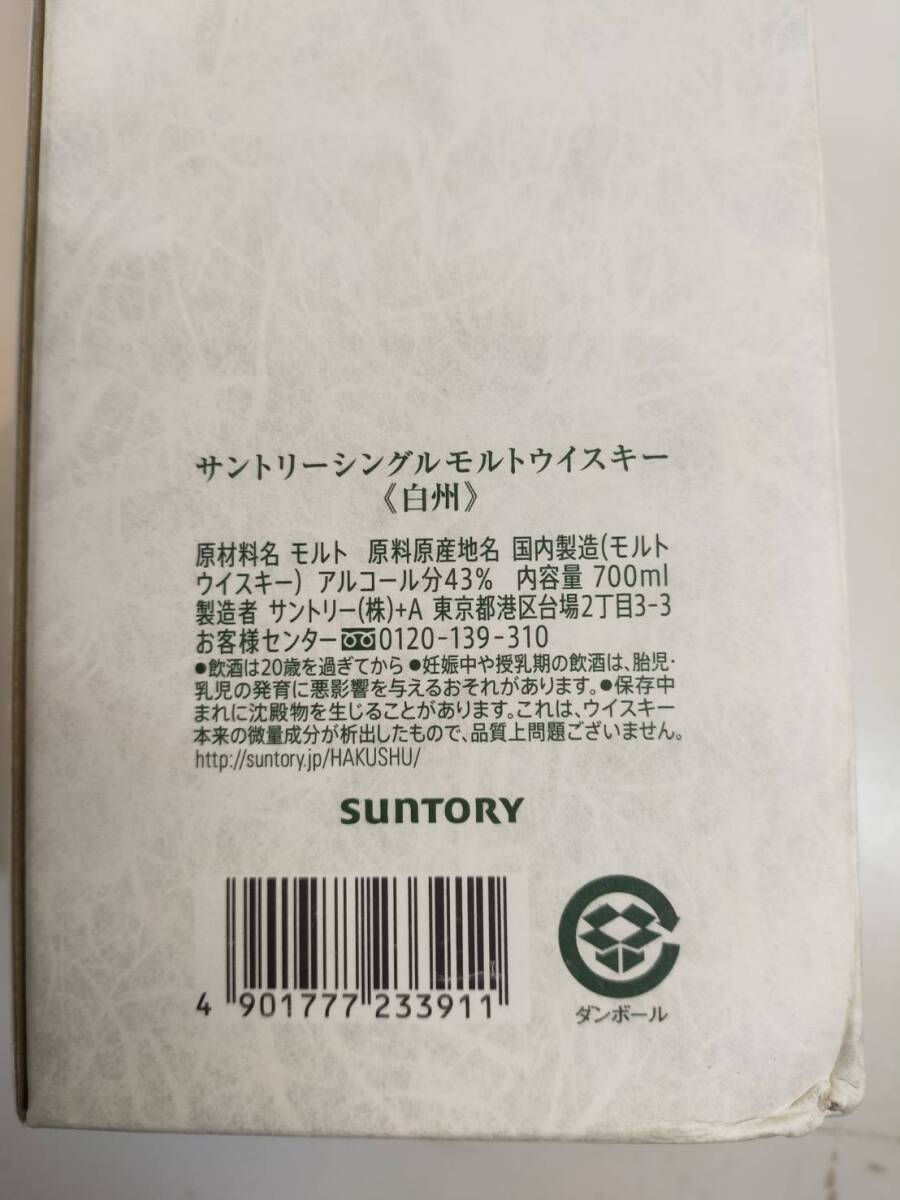 サントリーシングルモルトウイスキー
《白州》
原材料名 モルト 原料原産地名 国内製造(モルト
ウイスキー) アルコール分43% 内容量 700ml
製造者 サントリー(株)+A 東京都港区台場2丁目3-3
お客様センター 0120-139-310
●飲酒は20歳を過ぎてから ●妊娠中や授乳期の飲酒は、胎児・
乳児の発育に悪影響を与えるおそれがあります。●保存中
まれに沈殿物を生じることがあります。これは、ウイスキー
本来の微量成分が析出したもので、品質上問題ございません。
http://suntory.jp/HAKUSHU/
SUNTORY
4 901777 233911
ダンボール